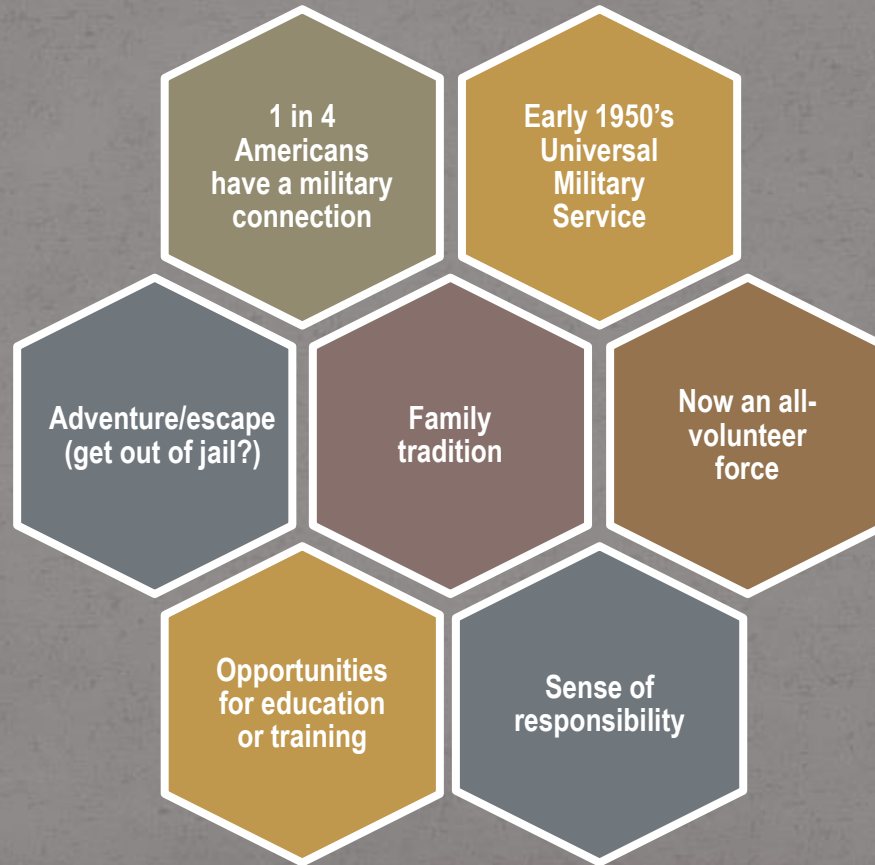 1 in 4
Americans
have a military
connection
Early 1950’s
Universal
Military
Service
Adventure/escape
(get out of jail?)
Family
tradition
Now an all-
volunteer
force
Opportunities
for education
or training
Sense of
responsibility